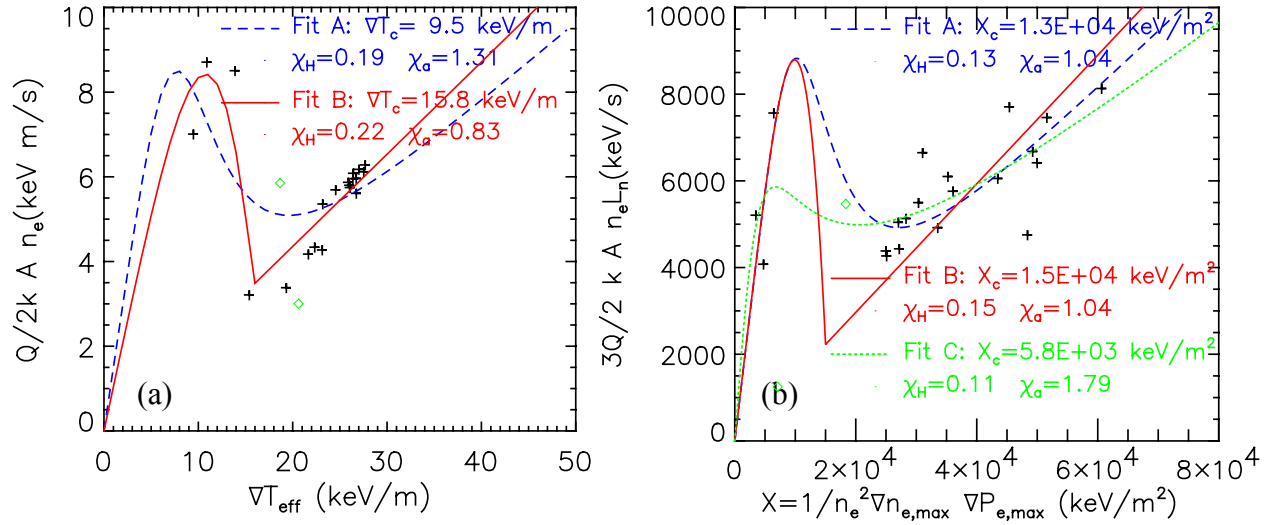 Fit A: ∇T_c= 9.5 keV/m
χ_H=0.19 χ_a=1.31
Fit B: ∇T_c=15.8 keV/m
χ_H=0.22 χ_a=0.83
(a)
Q/2k A n_e(keV m/s)
10
8
6
4
2
0
0 10 20 30 40 50
∇T_eff (keV/m)
Fit A: X_c=1.3E+04 keV/m²
χ_H=0.13 χ_a=1.04
Fit B: X_c=1.5E+04 keV/m²
χ_H=0.15 χ_a=1.04
Fit C: X_c=5.8E+03 keV/m²
χ_H=0.11 χ_a=1.79
(b)
3Q/2 k A n_eL_n(keV/s)
10000
8000
6000
4000
2000
0
0 2×10⁴ 4×10⁴ 6×10⁴ 8×10⁴
X=1/n_e²∇n_e,max ∇P_e,max (keV/m²)